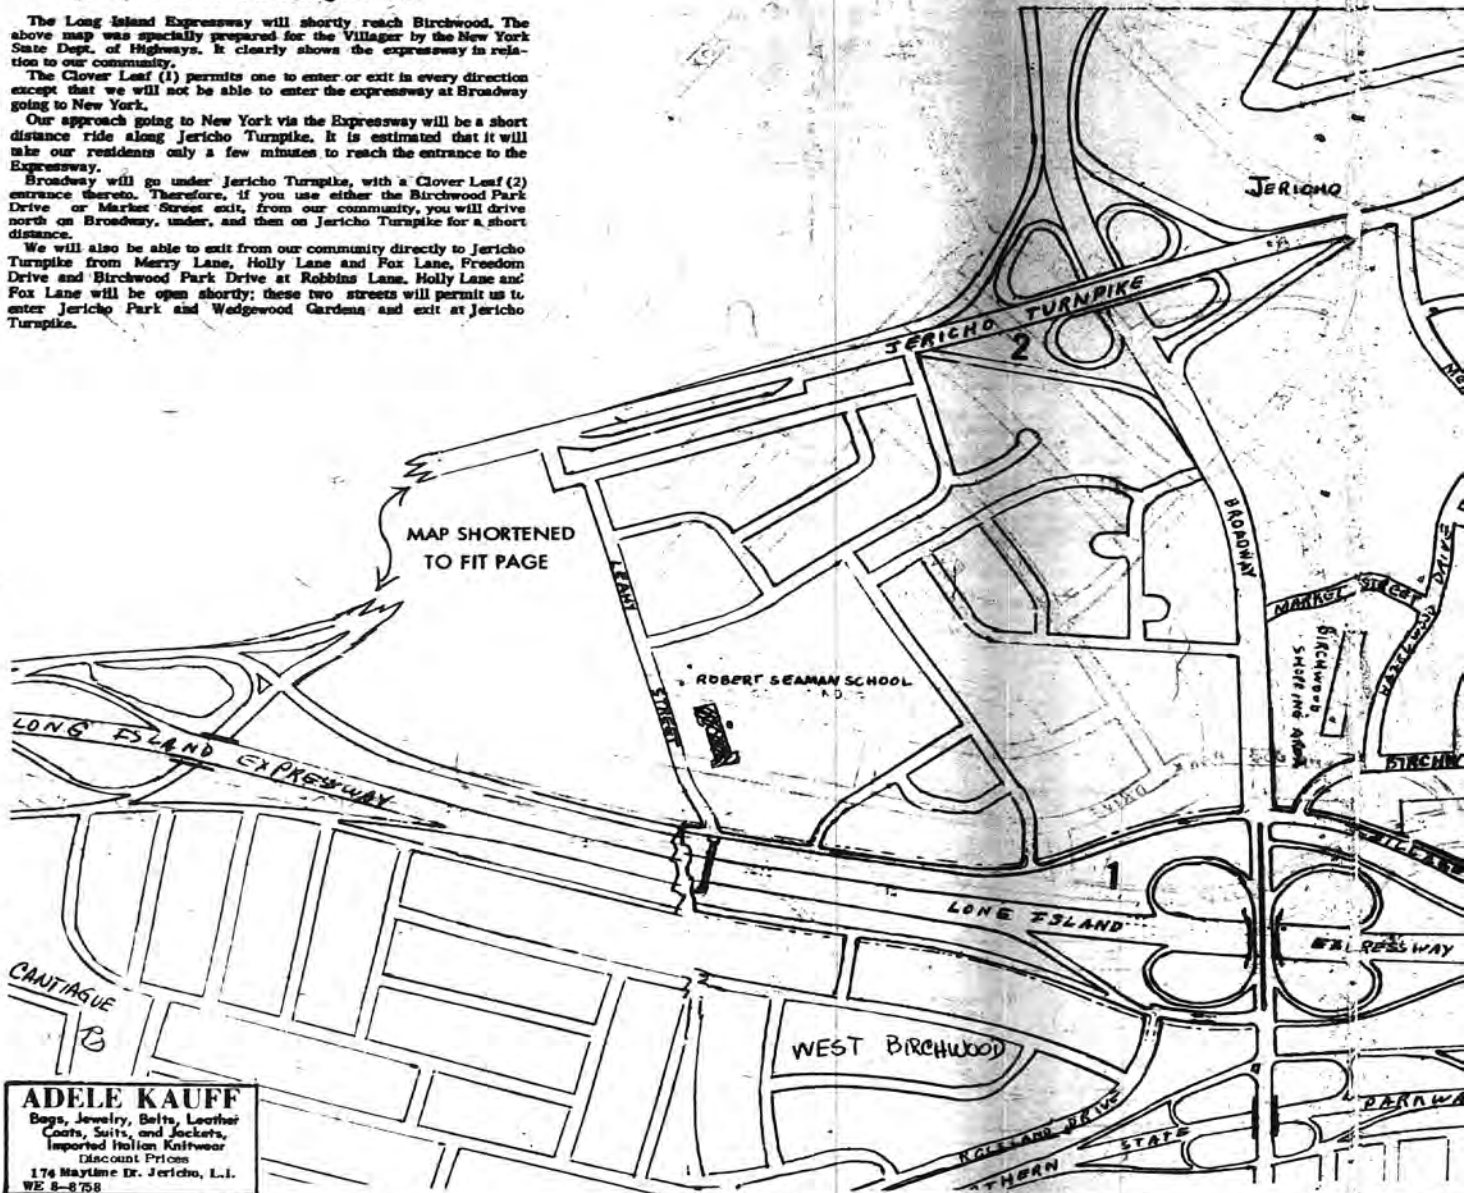 The Long Island Expressway will shortly reach Birchwood. The
above map was specially prepared for the Villager by the New York
State Dept. of Highways. It clearly shows the expressway in rela-
tion to our community.
The Clover Leaf (1) permits one to enter or exit in every direction
except that we will not be able to enter the expressway at Broadway
going to New York.
Our approach going to New York via the Expressway will be a short
distance ride along Jericho Turnpike. It is estimated that it will
take our residents only a few minutes to reach the entrance to the
Expressway.
Broadway will go under Jericho Turnpike, with a Clover Leaf (2)
entrance thereto. Therefore, if you use either the Birchwood Park
Drive or Market Street exit, from our community, you will drive
north on Broadway, under, and then on Jericho Turnpike for a short
distance.
We will also be able to exit from our community directly to Jericho
Turnpike from Merry Lane, Holly Lane and Fox Lane, Freedom
Drive and Birchwood Park Drive at Robbins Lane. Holly Lane and
Fox Lane will be open shortly; these two streets will permit us to
enter Jericho Park and Wedgewood Gardens and exit at Jericho
Turnpike.
JERICHO
JERICHO TURNPIKE
2
MAP SHORTENED
TO FIT PAGE
LEAHY
STREET
BROADWAY
MARKET STREET
HAZELWOOD DRIVE
BIRCHWOOD
SHOPPING AREA
BIRCHW
ROBERT SEAMAN SCHOOL
LONG ISLAND EXPRESSWAY
1
LONG ISLAND
EXPRESSWAY
CANTIAGUE
WEST BIRCHWOOD
DRIVE
THERN STATE
PARKWA
ADELE KAUFF
Bags, Jewelry, Belts, Leather
Coats, Suits, and Jackets,
Imported Italian Knitwear
Discount Prices
174 Maytime Dr. Jericho, L.I.
WE 8-8758